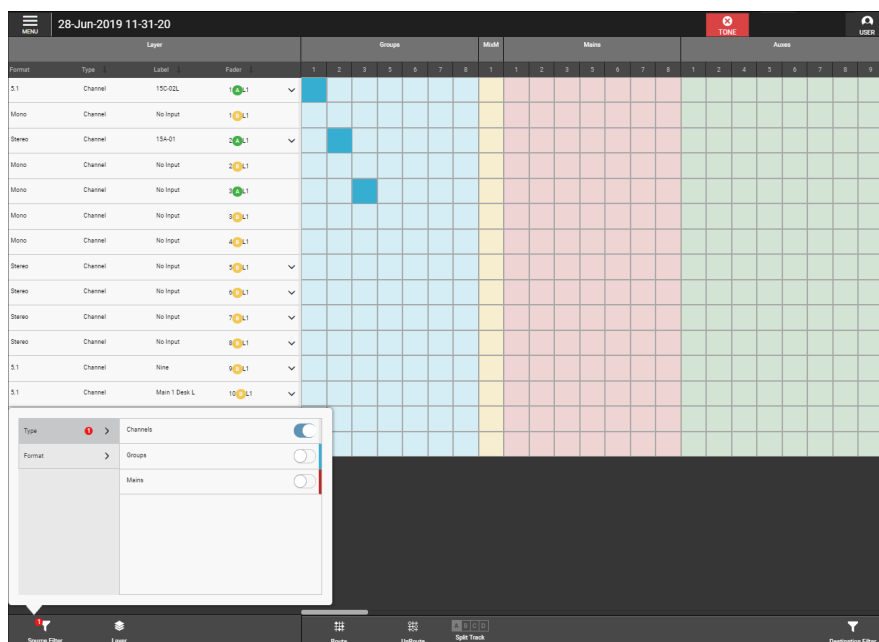 MENU 28-Jun-2019 11-31-20 TONE USER
Layer Groups MixM Mains Auxes
Format Type Label Fader 1 2 3 5 6 7 8 1 1 2 3 5 6 7 8 1 2 4 5 6 7 8 9
5.1 Channel 15C-02L 1 A L1
Mono Channel No Input 1 B L1
Stereo Channel 15A-01 2 A L1
Mono Channel No Input 2 B L1
Mono Channel No Input 3 A L1
Mono Channel No Input 3 B L1
Mono Channel No Input 4 B L1
Stereo Channel No Input 5 B L1
Stereo Channel No Input 6 B L1
Stereo Channel No Input 7 B L1
Stereo Channel No Input 8 B L1
5.1 Channel Nine 9 B L1
5.1 Channel Main 1 Desk L 10 B L1
Type 1 Channels
Format Groups
Mains
1
Source Filter Layer Route UnRoute A B C D Split Track Destination Filter